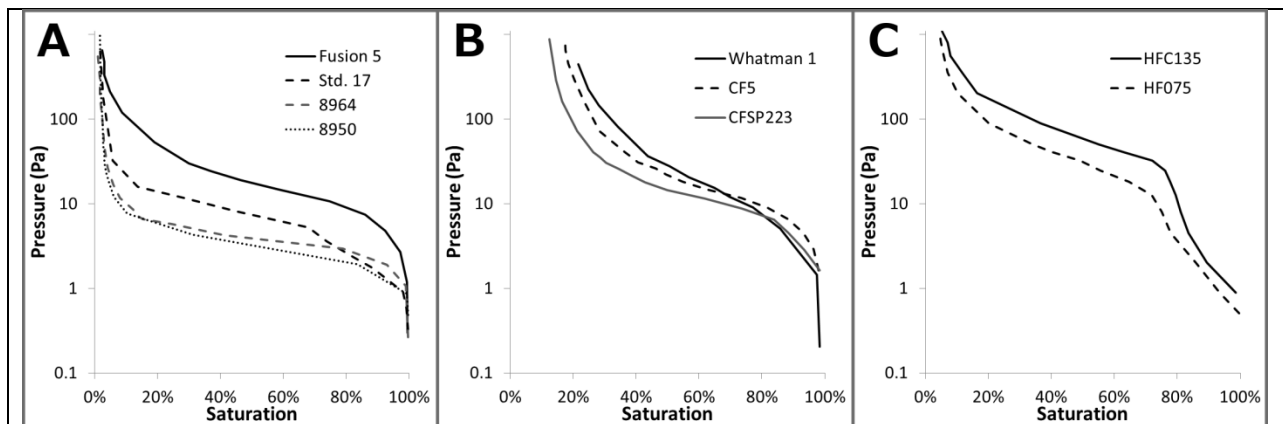 A
Fusion 5
Std. 17
8964
8950
Pressure (Pa)
100
10
1
0.1
0% 20% 40% 60% 80% 100%
Saturation
B
Whatman 1
CF5
CFSP223
Pressure (Pa)
100
10
1
0.1
0% 20% 40% 60% 80% 100%
Saturation
C
HFC135
HF075
Pressure (Pa)
100
10
1
0.1
0% 20% 40% 60% 80% 100%
Saturation